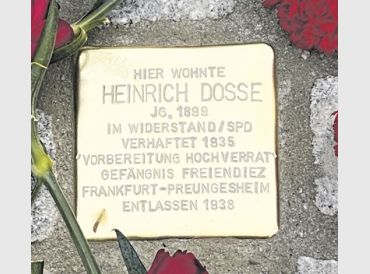 HIER WOHNTE
HEINRICH DOSSE
JG. 1899
IM WIDERSTAND/SPD
VERHAFTET 1935
'VORBEREITUNG HOCHVERRAT'
GEFÄNGNIS FREIENDIEZ
FRANKFURT-PREUNGESHEIM
ENTLASSEN 1938